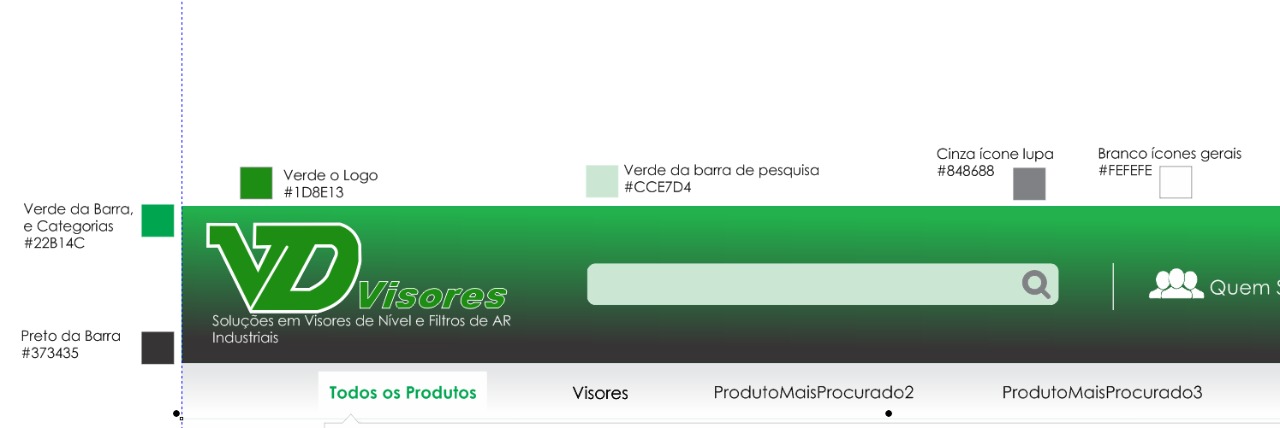 Cinza ícone lupa
#848688
Branco ícones gerais
#FEFEFE
Verde o Logo
#1D8E13
Verde da barra de pesquisa
#CCE7D4
Verde da Barra,
e Categorias
#22B14C
VD Visores
Soluções em Visores de Nível e Filtros de AR
Industriais
Quem S
Preto da Barra
#373435
Todos os Produtos
Visores
ProdutoMaisProcurado2
ProdutoMaisProcurado3